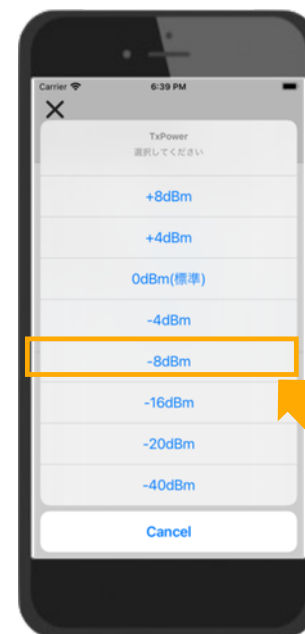 Carrier 6:39 PM
TxPower
選択してください
+8dBm
+4dBm
0dBm(標準)
-4dBm
-8dBm
-16dBm
-20dBm
-40dBm
Cancel